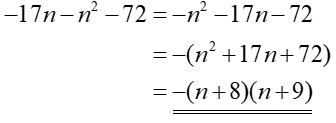 −17n−n²−72 = −n²−17n−72
= −(n²+17n+72)
= −(n+8)(n+9)